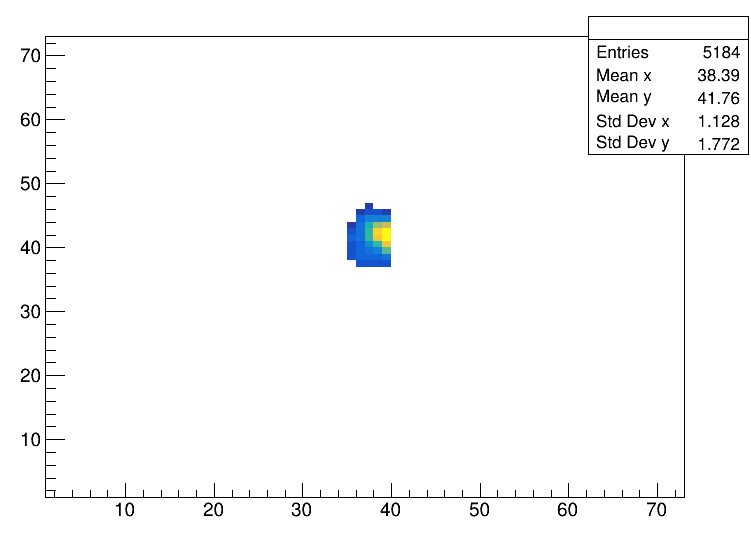 Entries 5184
Mean x 38.39
Mean y 41.76
Std Dev x 1.128
Std Dev y 1.772
70
60
50
40
30
20
10
10 20 30 40 50 60 70